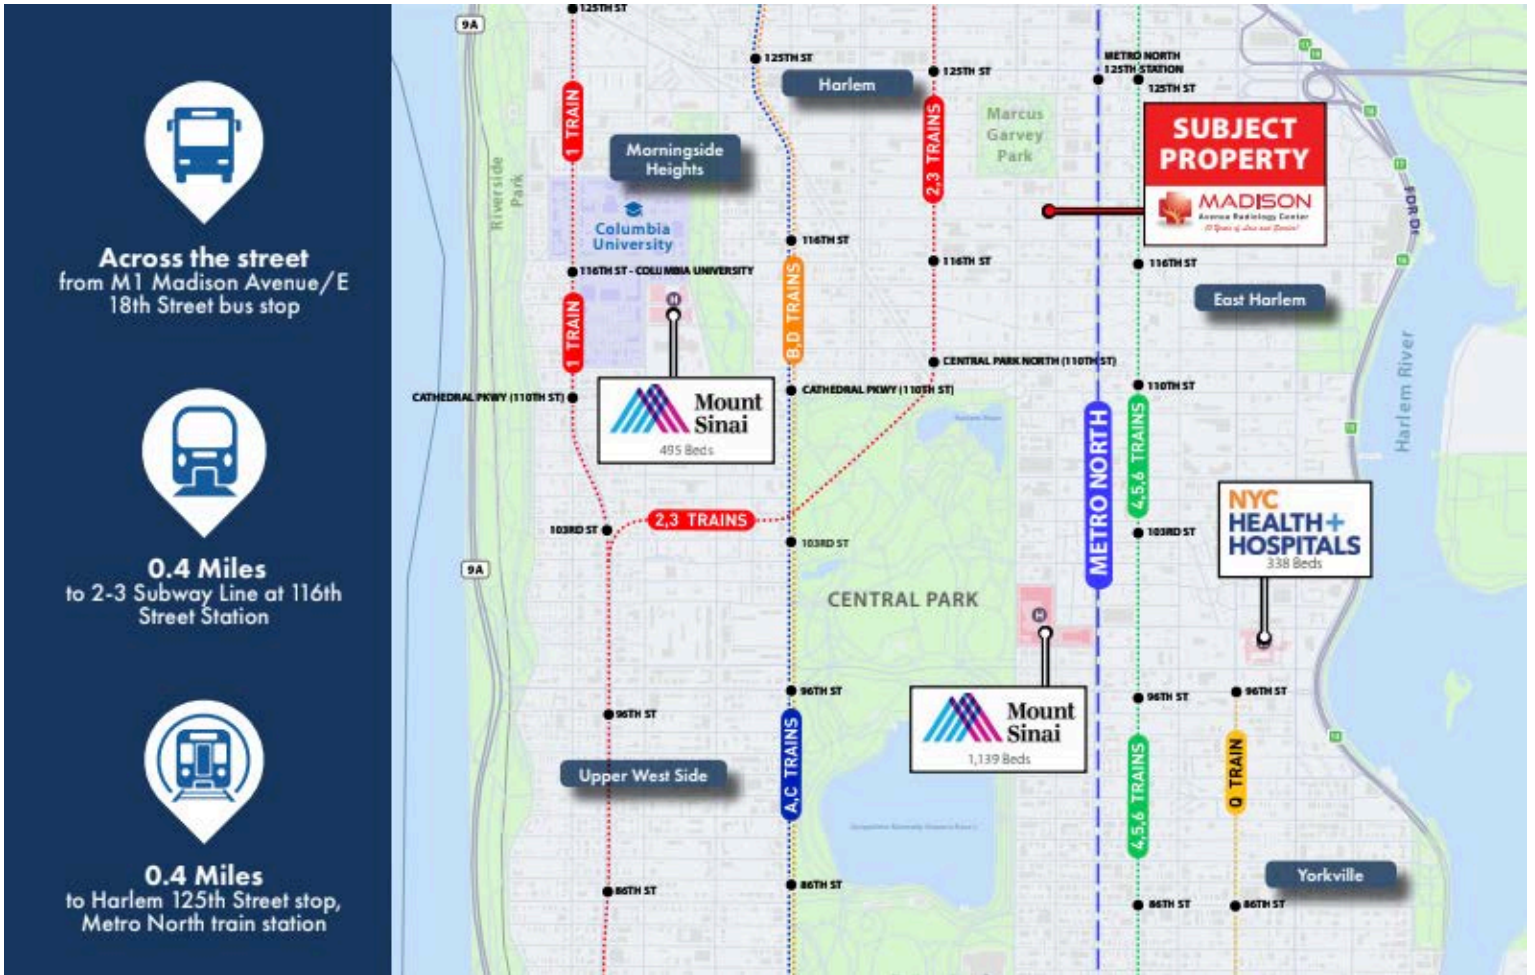 Across the street
from M1 Madison Avenue/E
18th Street bus stop
0.4 Miles
to 2-3 Subway Line at 116th
Street Station
0.4 Miles
to Harlem 125th Street stop,
Metro North train station
9A
125TH ST
125TH ST
Harlem
125TH ST
METRO NORTH
125TH STATION
125TH ST
1 TRAIN
Morningside
Heights
2,3 TRAINS
Marcus
Garvey
Park
SUBJECT
PROPERTY
MADISON
Avenue Radiology Center
Riverside
Park
FDR Dr
Columbia
University
116TH ST
116TH ST - COLUMBIA UNIVERSITY
116TH ST
116TH ST
East Harlem
H
1 TRAIN
B,D TRAINS
Harlem River
CENTRAL PARK NORTH (110TH ST)
CATHEDRAL PKWY (110TH ST)
CATHEDRAL PKWY (110TH ST)
110TH ST
Mount
Sinai
495 Beds
METRO NORTH
4,5,6 TRAINS
NYC
HEALTH+
HOSPITALS
338 Beds
103RD ST
2,3 TRAINS
103RD ST
103RD ST
9A
CENTRAL PARK
H
96TH ST
96TH ST
96TH ST
96TH ST
Mount
Sinai
1,139 Beds
Upper West Side
A,C TRAINS
4,5,6 TRAINS
Q TRAIN
Yorkville
86TH ST
86TH ST
86TH ST
86TH ST